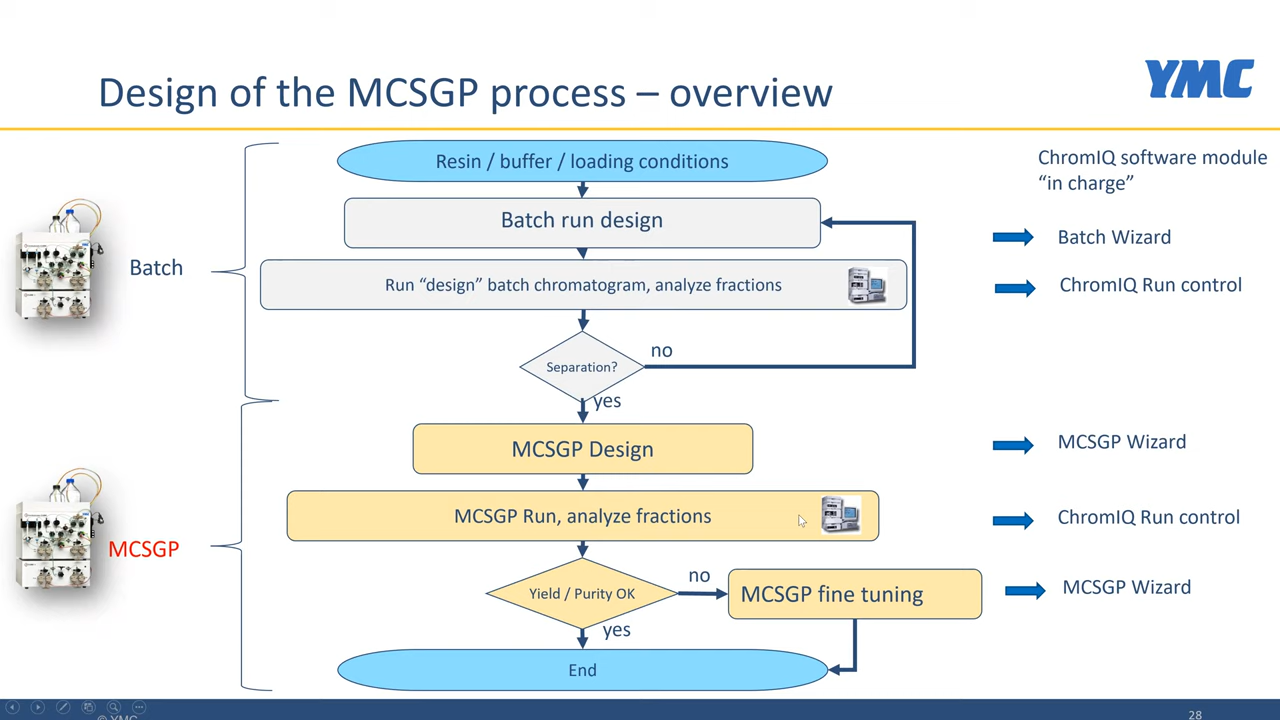 Design of the MCSGP process – overview
YMC
Resin / buffer / loading conditions
ChromIQ software module
“in charge”
Batch run design
Batch Wizard
Batch
Run “design” batch chromatogram, analyze fractions
ChromIQ Run control
no
Separation?
yes
MCSGP Design
MCSGP Wizard
MCSGP Run, analyze fractions
ChromIQ Run control
MCSGP
no
Yield / Purity OK
MCSGP fine tuning
MCSGP Wizard
yes
End
© YMC
28